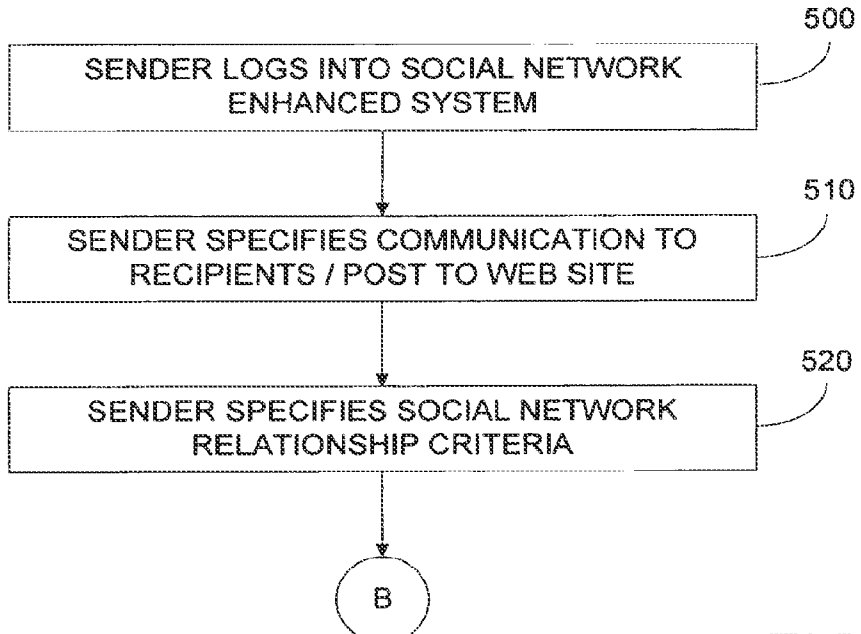 500
SENDER LOGS INTO SOCIAL NETWORK
ENHANCED SYSTEM
510
SENDER SPECIFIES COMMUNICATION TO
RECIPIENTS / POST TO WEB SITE
520
SENDER SPECIFIES SOCIAL NETWORK
RELATIONSHIP CRITERIA
B